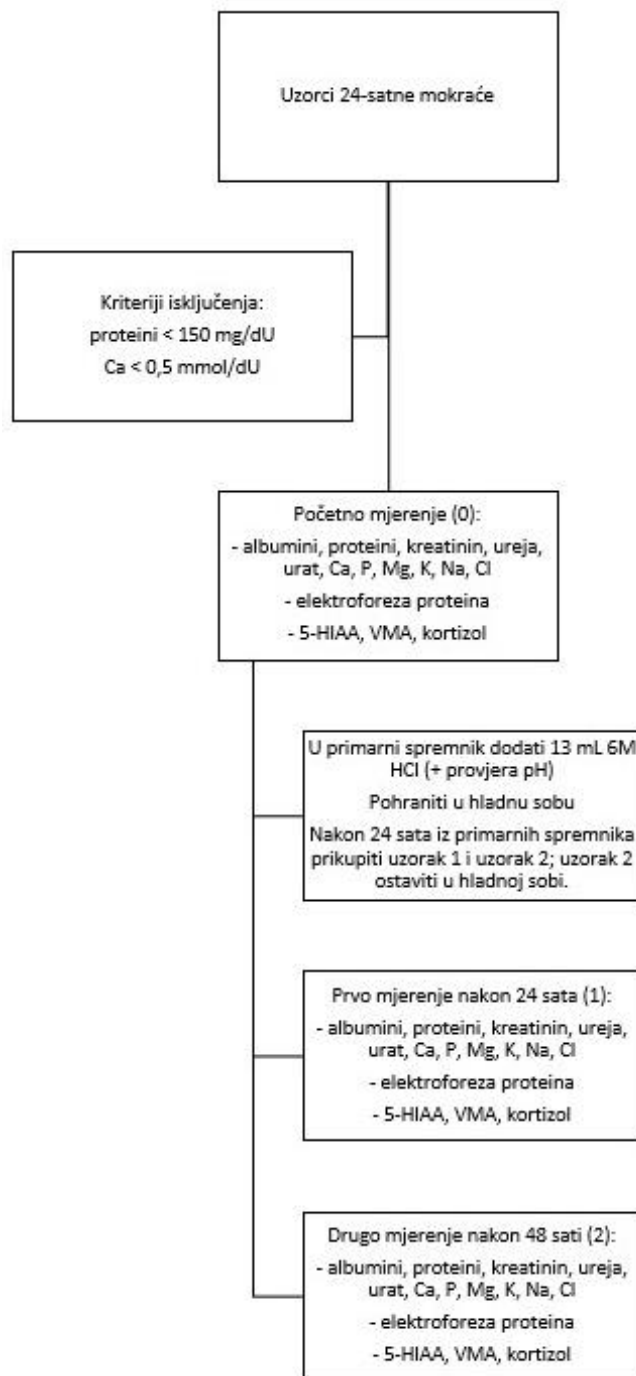 Uzorci 24-satne mokraće
Kriteriji isključenja:
proteini < 150 mg/dU
Ca < 0,5 mmol/dU
Početno mjerenje (0):
- albumini, proteini, kreatinin, ureja,
urat, Ca, P, Mg, K, Na, Cl
- elektroforeza proteina
- 5-HIAA, VMA, kortizol
U primarni spremnik dodati 13 mL 6M
HCl (+ provjera pH)
Pohraniti u hladnu sobu
Nakon 24 sata iz primarnih spremnika
prikupiti uzorak 1 i uzorak 2; uzorak 2
ostaviti u hladnoj sobi.
Prvo mjerenje nakon 24 sata (1):
- albumini, proteini, kreatinin, ureja,
urat, Ca, P, Mg, K, Na, Cl
- elektroforeza proteina
- 5-HIAA, VMA, kortizol
Drugo mjerenje nakon 48 sati (2):
- albumini, proteini, kreatinin, ureja,
urat, Ca, P, Mg, K, Na, Cl
- elektroforeza proteina
- 5-HIAA, VMA, kortizol